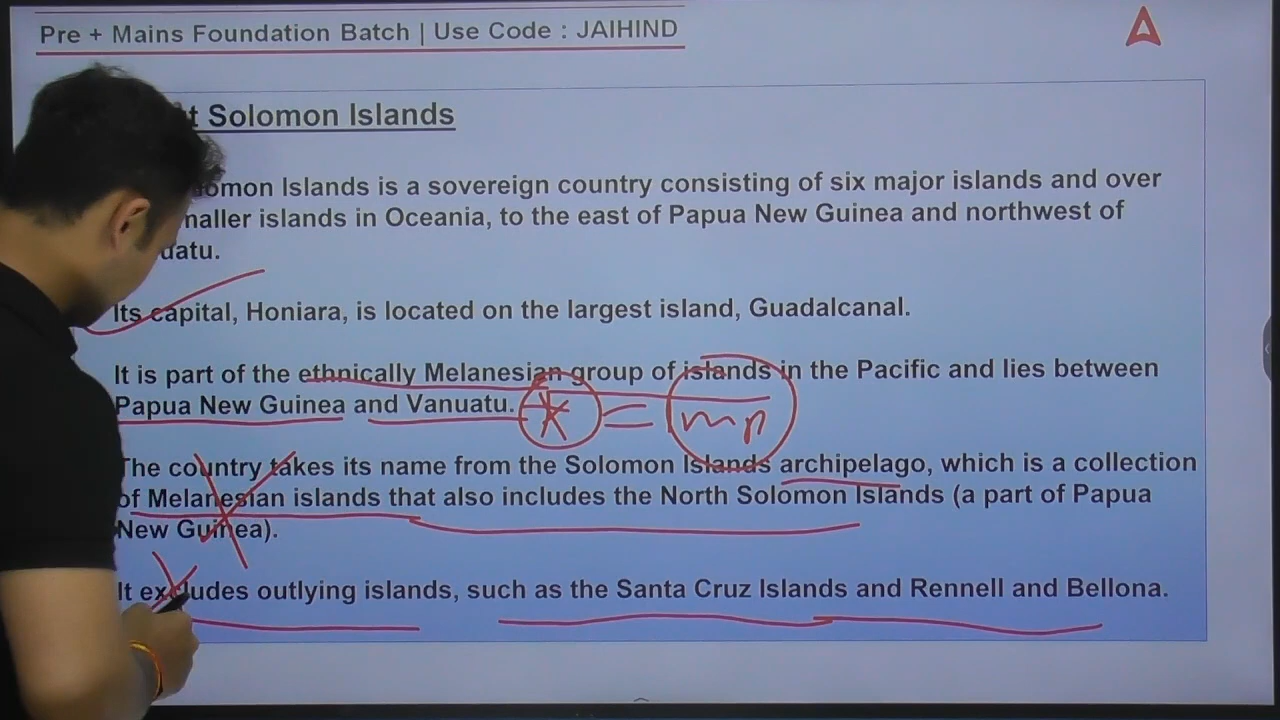 Pre + Mains Foundation Batch | Use Code : JAIHIND
t Solomon Islands
omon Islands is a sovereign country consisting of six major islands and over
naller islands in Oceania, to the east of Papua New Guinea and northwest of
uatu.
Its capital, Honiara, is located on the largest island, Guadalcanal.
It is part of the ethnically Melanesian group of islands in the Pacific and lies between
Papua New Guinea and Vanuatu. = mp
The country takes its name from the Solomon Islands archipelago, which is a collection
of Melanesian islands that also includes the North Solomon Islands (a part of Papua
New Guinea).
It excludes outlying islands, such as the Santa Cruz Islands and Rennell and Bellona.